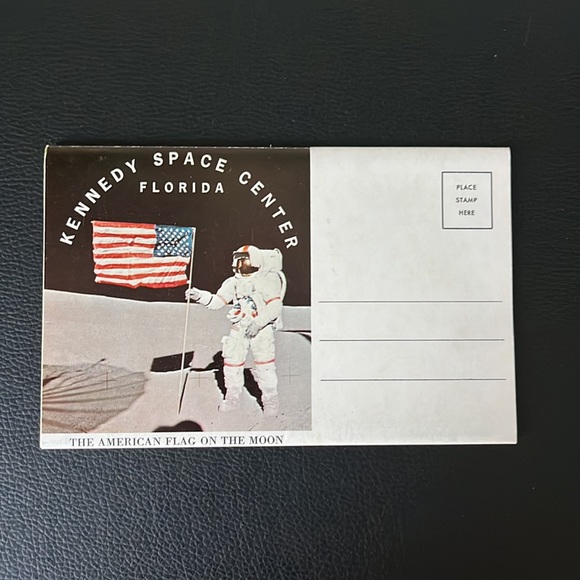 KENNEDY SPACE CENTER
FLORIDA
PLACE
STAMP
HERE
THE AMERICAN FLAG ON THE MOON